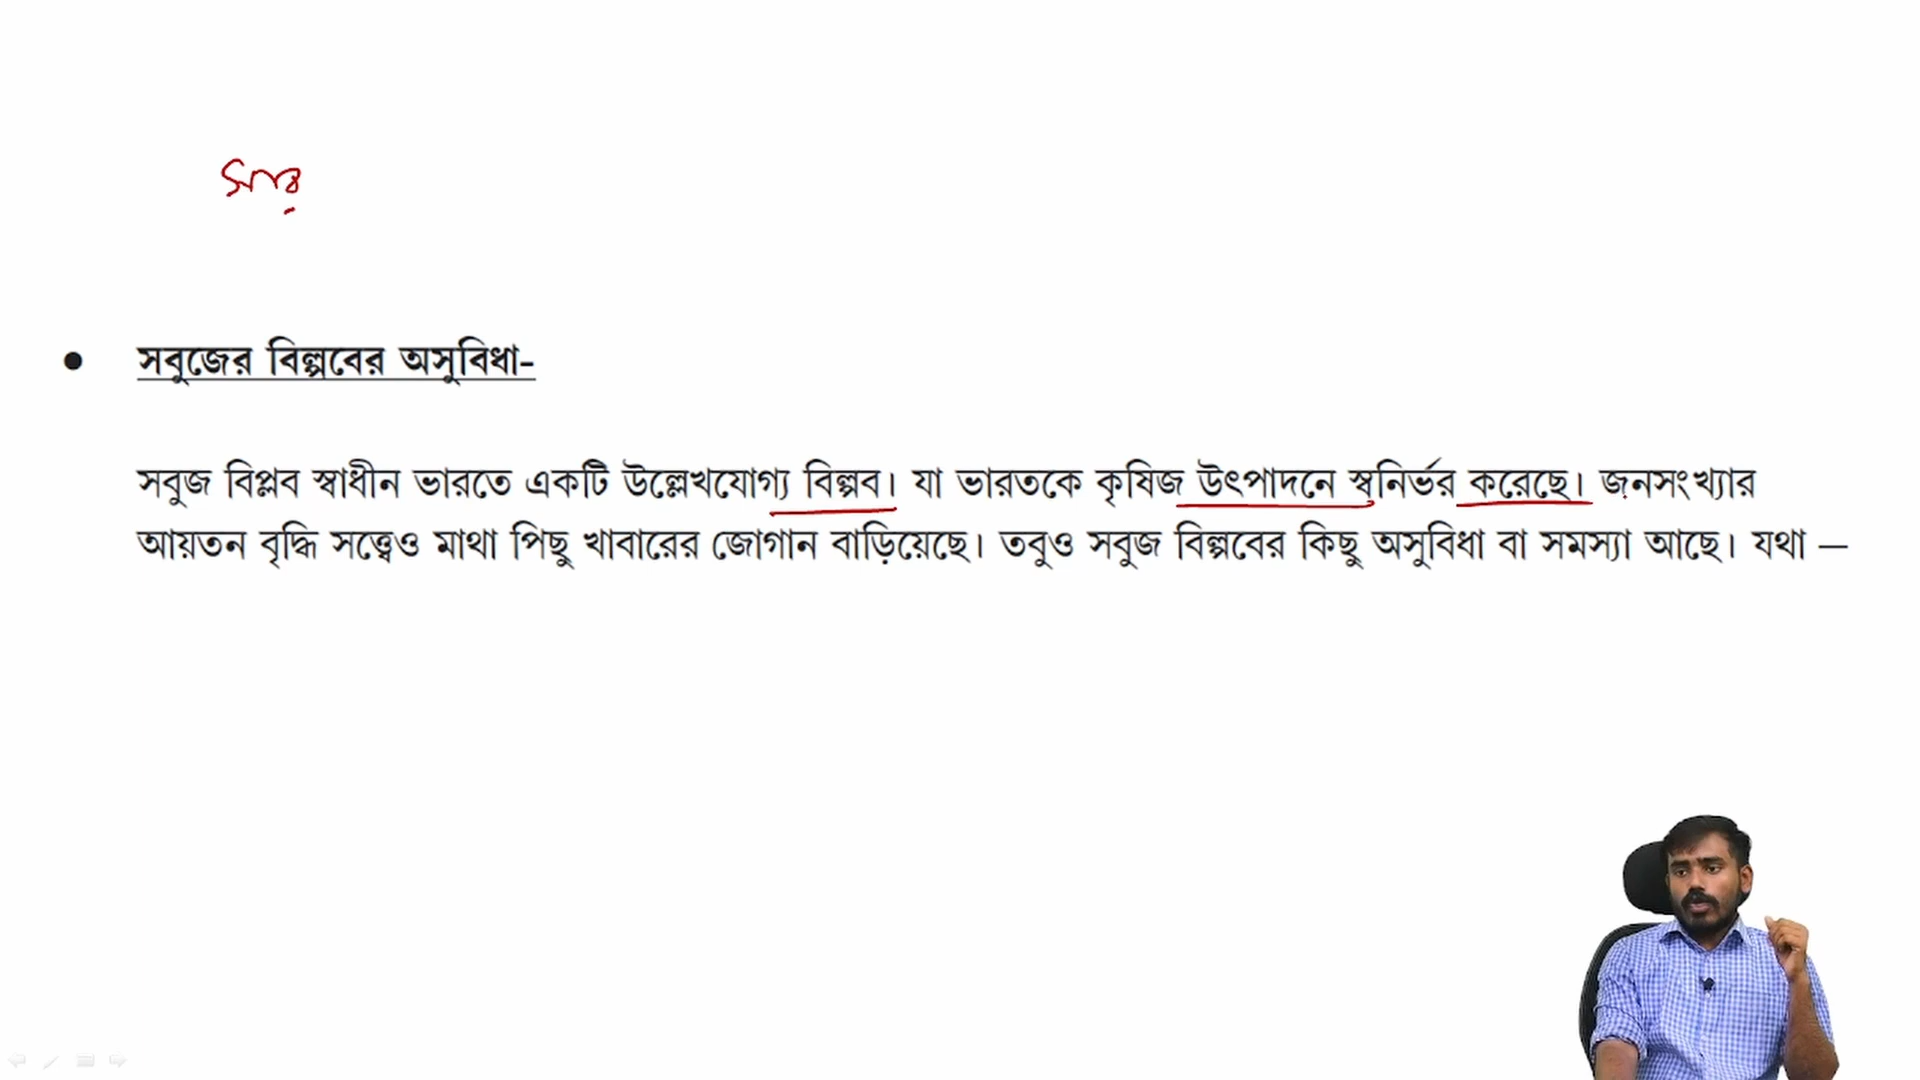 সার
সবুজের বিল্পবের অসুবিধা-
সবুজ বিপ্লব স্বাধীন ভারতে একটি উল্লেখযোগ্য বিল্পব। যা ভারতকে কৃষিজ উৎপাদনে স্বনির্ভর করেছে। জনসংখ্যার
আয়তন বৃদ্ধি সত্ত্বেও মাথা পিছু খাবারের জোগান বাড়িয়েছে। তবুও সবুজ বিল্পবের কিছু অসুবিধা বা সমস্যা আছে। যথা —